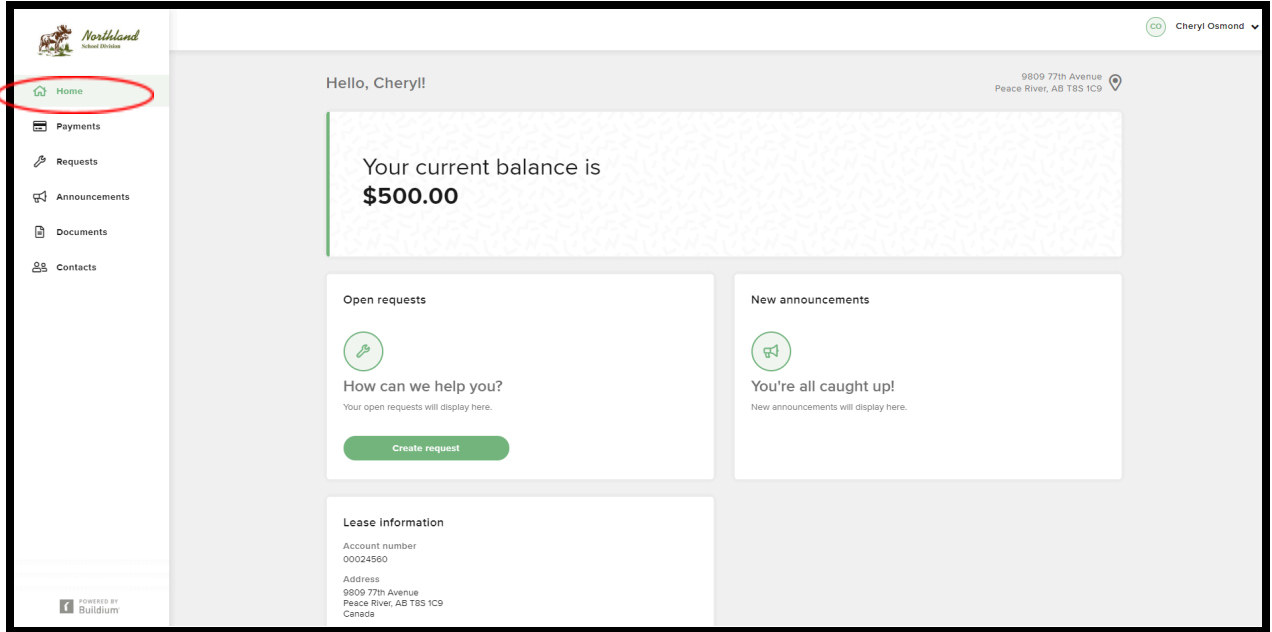 Northland
School Division
CO Cheryl Osmond
Home
Payments
Requests
Announcements
Documents
Contacts
POWERED BY
Buildium
Hello, Cheryl!
9809 77th Avenue
Peace River, AB T8S 1C9
Your current balance is
$500.00
Open requests
How can we help you?
Your open requests will display here.
Create request
New announcements
You're all caught up!
New announcements will display here.
Lease information
Account number
00024560
Address
9809 77th Avenue
Peace River, AB T8S 1C9
Canada